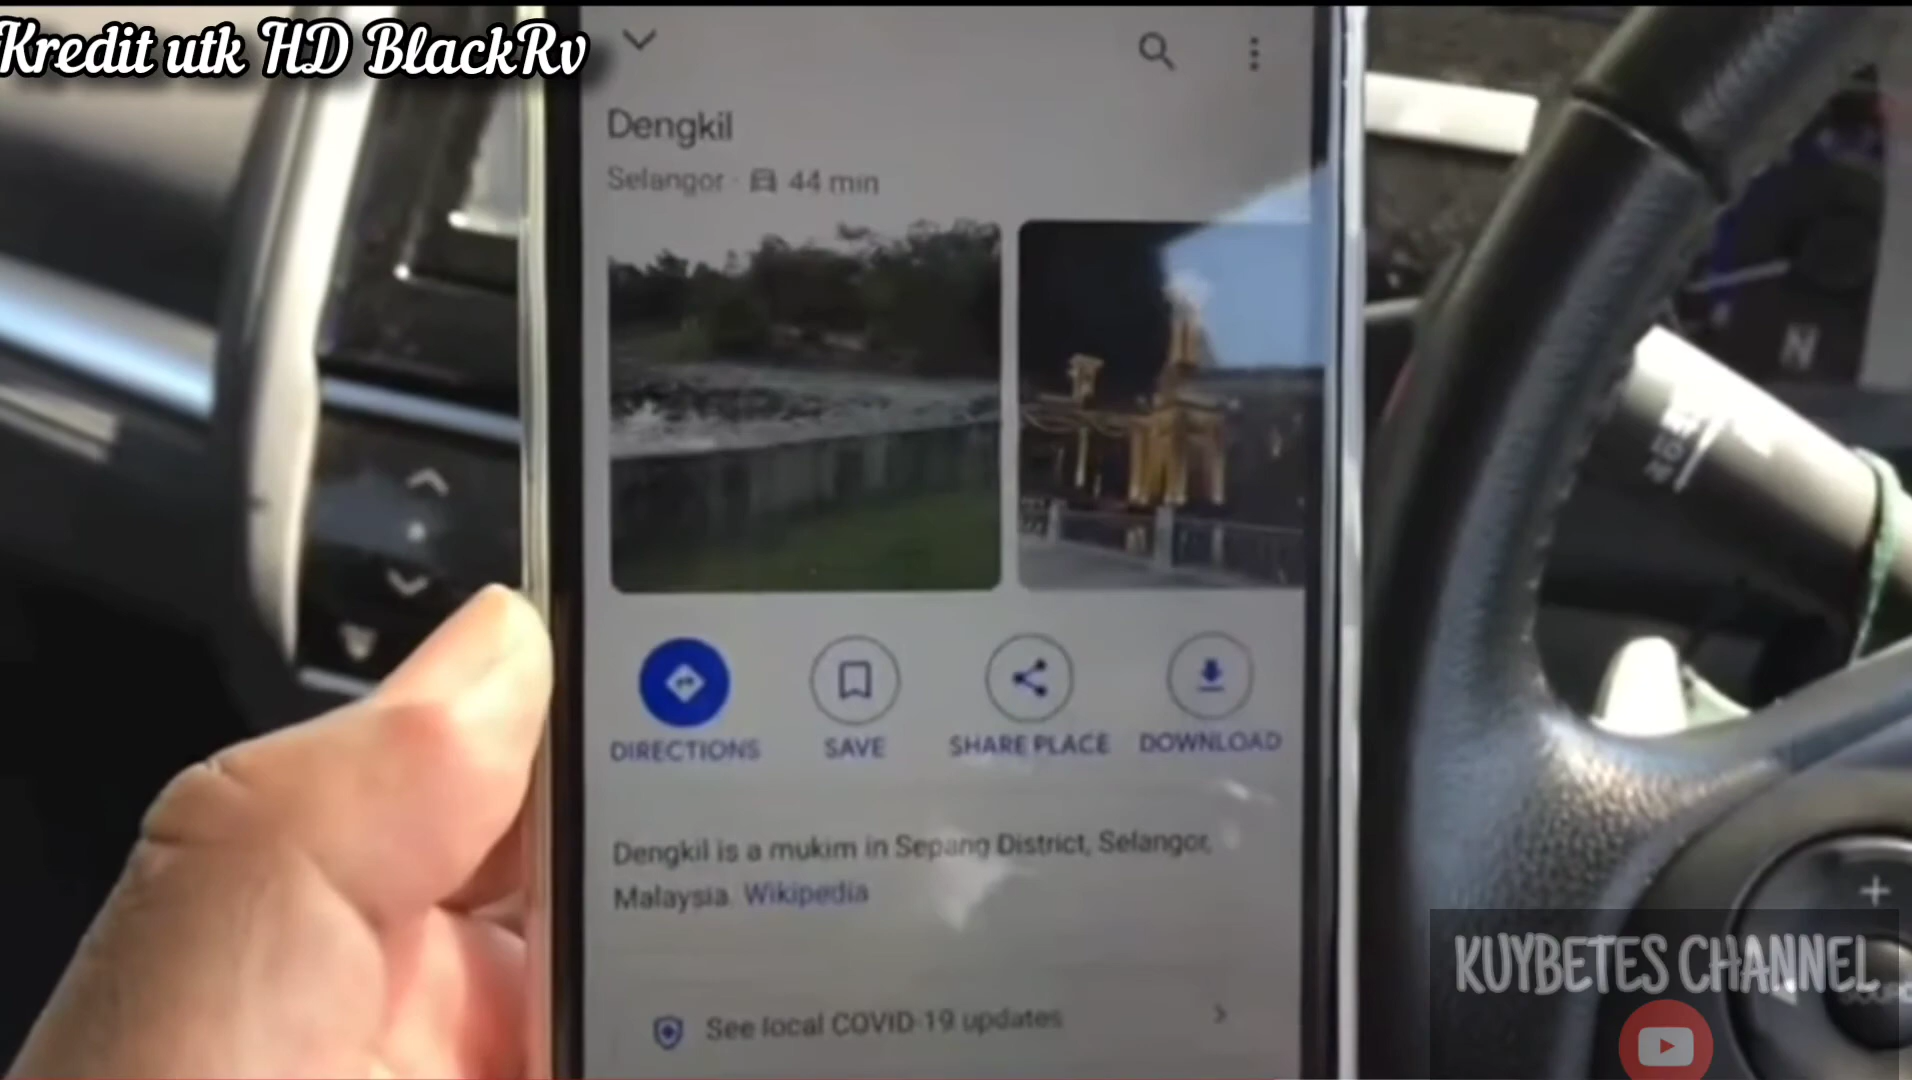 Kredit utk HD BlackRv
Dengkil
Selangor · 44 min
N
DIRECTIONS
SAVE
SHARE PLACE
DOWNLOAD
Dengkil is a mukim in Sepang District, Selangor,
Malaysia. Wikipedia
See local COVID-19 updates
+
KUYBETES CHANNEL